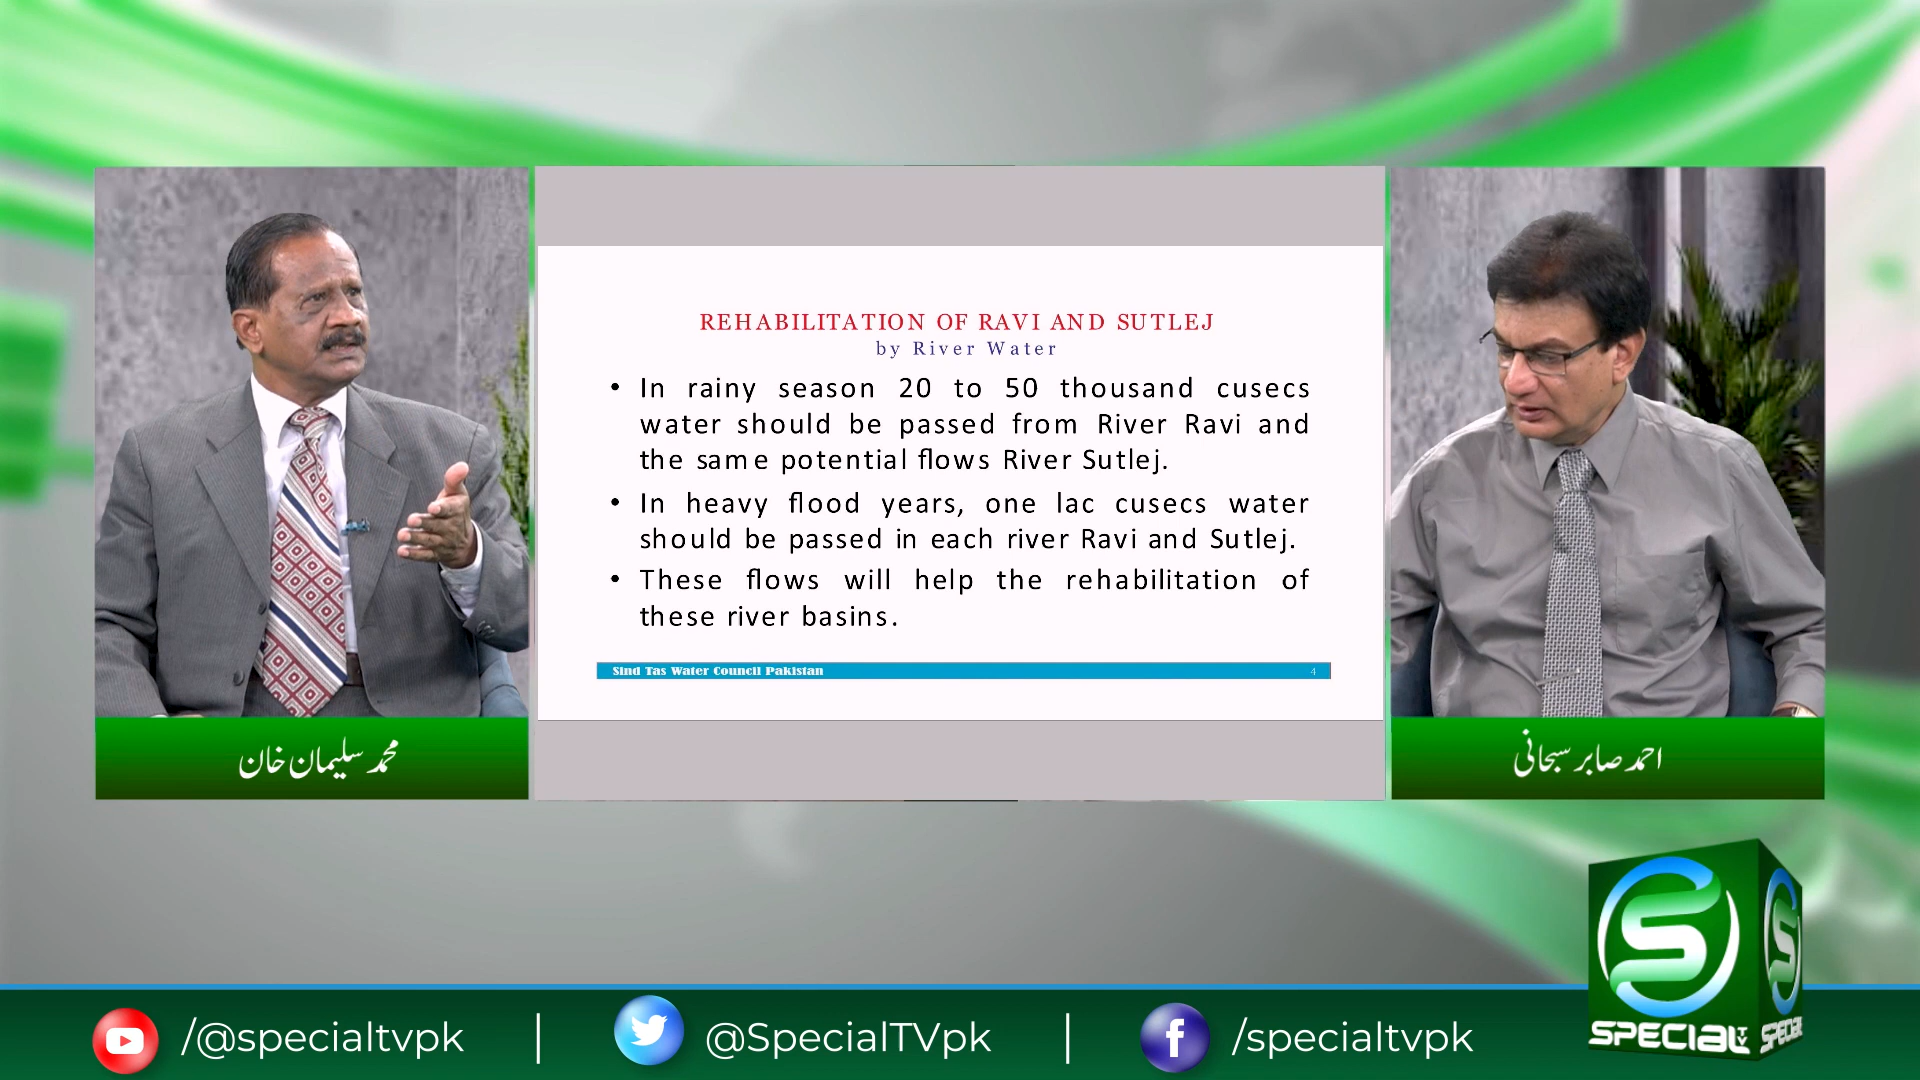 REHABILITATION OF RAVI AND SUTLEJ
by River Water
• In rainy season 20 to 50 thousand cusecs
water should be passed from River Ravi and
the same potential flows River Sutlej.
• In heavy flood years, one lac cusecs water
should be passed in each river Ravi and Sutlej.
• These flows will help the rehabilitation of
these river basins.
Sind Tas Water Council Pakistan 4
محمد سلیمان خان
احمد صابر سبحانی
SPECIAL TV
SPECIAL
/@specialtvpk | @SpecialTVpk | /specialtvpk